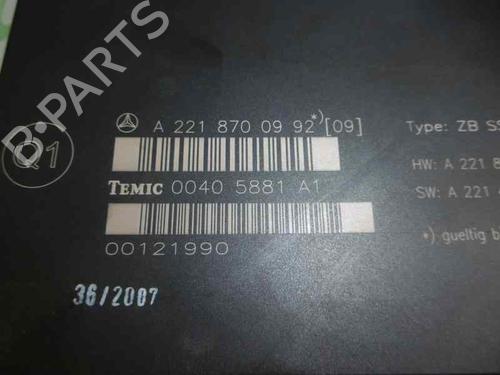 B-PARTS
Q1
A 221 870 09 92 *) [09]
TEMIC 0040 5881 A1
00121990
36/2007
Type: ZB
HW: A 221
SW: A 221
*) gueltig